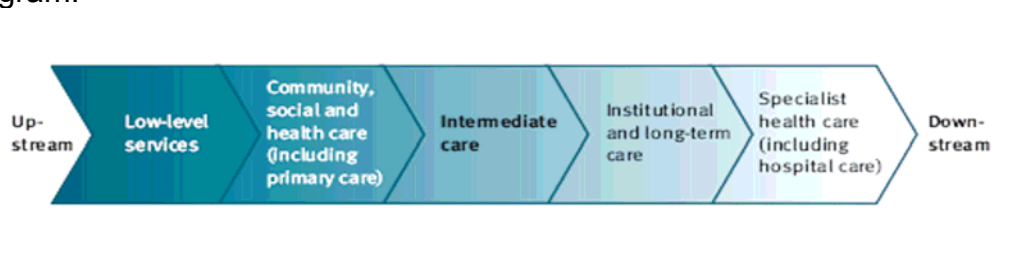 gram:
Up-
stream
Low-level
services
Community,
social and
health care
(including
primary care)
Intermediate
care
Institutional
and long-term
care
Specialist
health care
(including
hospital care)
Down-
stream